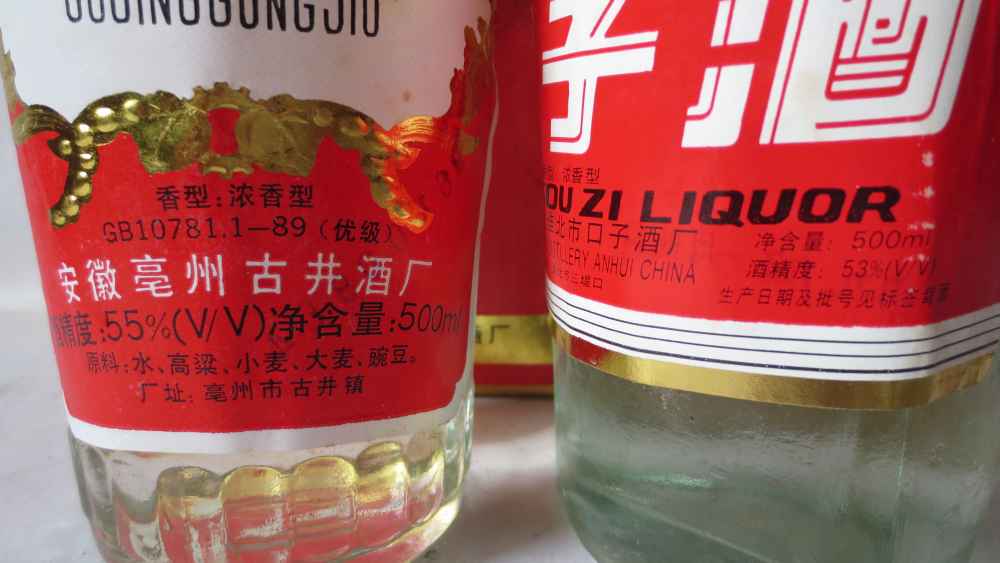 GUJINGGONGJIU
香型:浓香型
GB10781.1—89(优级)
安徽亳州古井酒厂
精度:55%(V/V)净含量:500ml
原料:水、高粱、小麦、大麦、豌豆。
厂址:亳州市古井镇
厂
子酒
浓香型
OU ZI LIQUOR
北市口子酒厂
TILLERY ANHUI CHINA
净含量: 500ml
酒精度: 53%(V/V)
生产日期及批号见标签